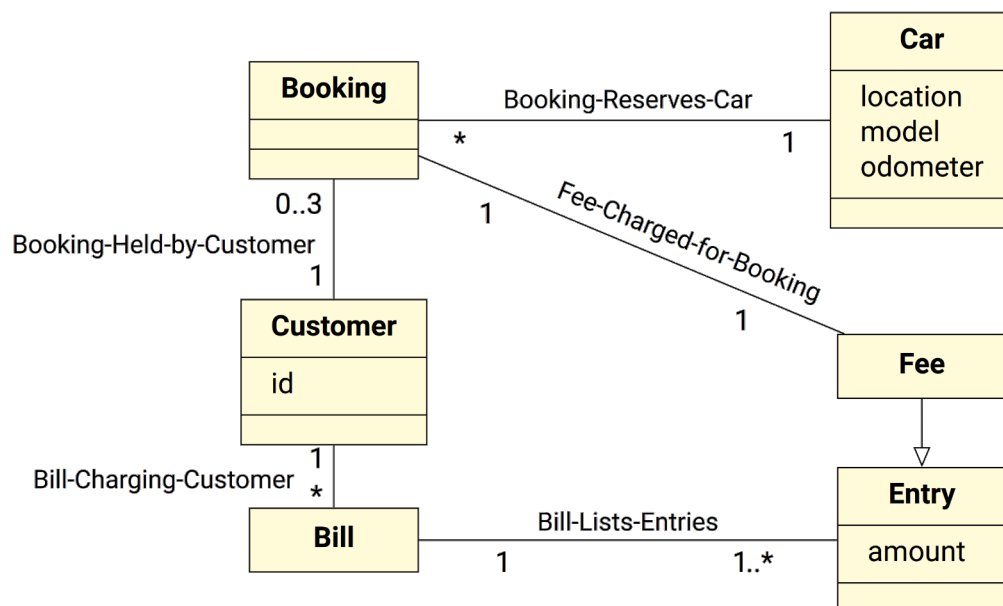 Car
location
model
odometer
Booking
Booking-Reserves-Car
*
1
0..3
1
Fee-Charged-for-Booking
1
Booking-Held-by-Customer
1
Customer
id
Fee
1
Bill-Charging-Customer
*
Entry
amount
Bill
Bill-Lists-Entries
1
1..*